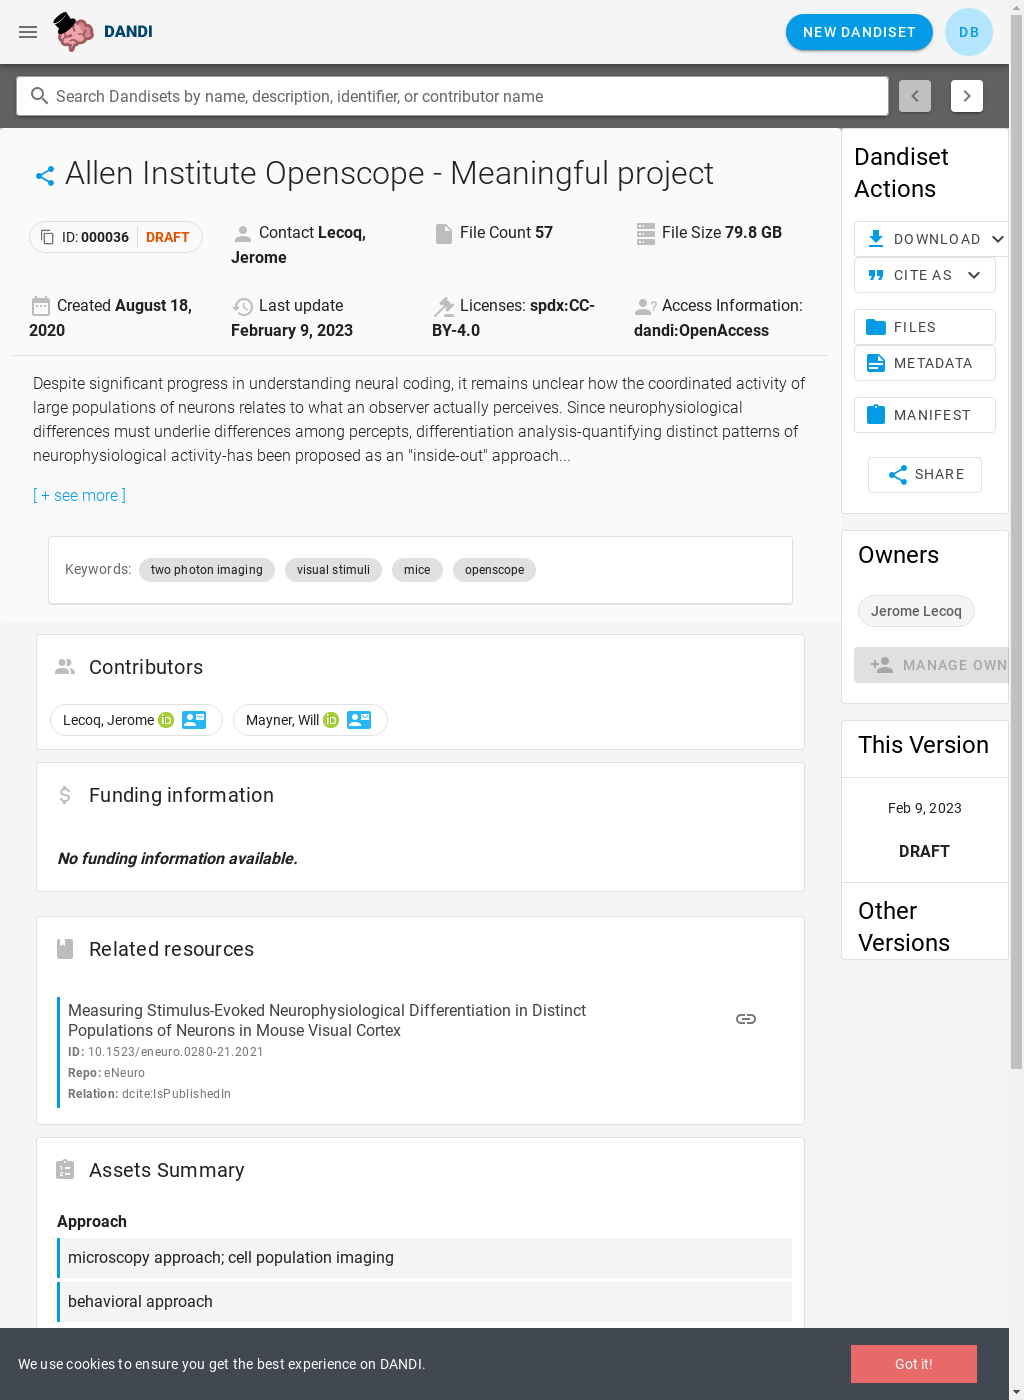 DANDI
NEW DANDISET
DB
Search Dandisets by name, description, identifier, or contributor name
Allen Institute Openscope - Meaningful project
ID: 000036 DRAFT
Contact Lecoq,
Jerome
File Count 57
File Size 79.8 GB
Created August 18,
2020
Last update
February 9, 2023
Licenses: spdx:CC-
BY-4.0
Access Information:
dandi:OpenAccess
Despite significant progress in understanding neural coding, it remains unclear how the coordinated activity of
large populations of neurons relates to what an observer actually perceives. Since neurophysiological
differences must underlie differences among percepts, differentiation analysis-quantifying distinct patterns of
neurophysiological activity-has been proposed as an "inside-out" approach...
[ + see more ]
Keywords: two photon imaging visual stimuli mice openscope
Contributors
Lecoq, Jerome iD Mayner, Will iD
Funding information
No funding information available.
Related resources
Measuring Stimulus-Evoked Neurophysiological Differentiation in Distinct
Populations of Neurons in Mouse Visual Cortex
ID: 10.1523/eneuro.0280-21.2021
Repo: eNeuro
Relation: dcite:IsPublishedIn
Assets Summary
Approach
microscopy approach; cell population imaging
behavioral approach
Dandiset
Actions
DOWNLOAD
CITE AS
FILES
METADATA
MANIFEST
SHARE
Owners
Jerome Lecoq
MANAGE OWN
This Version
Feb 9, 2023
DRAFT
Other
Versions
We use cookies to ensure you get the best experience on DANDI.
Got it!